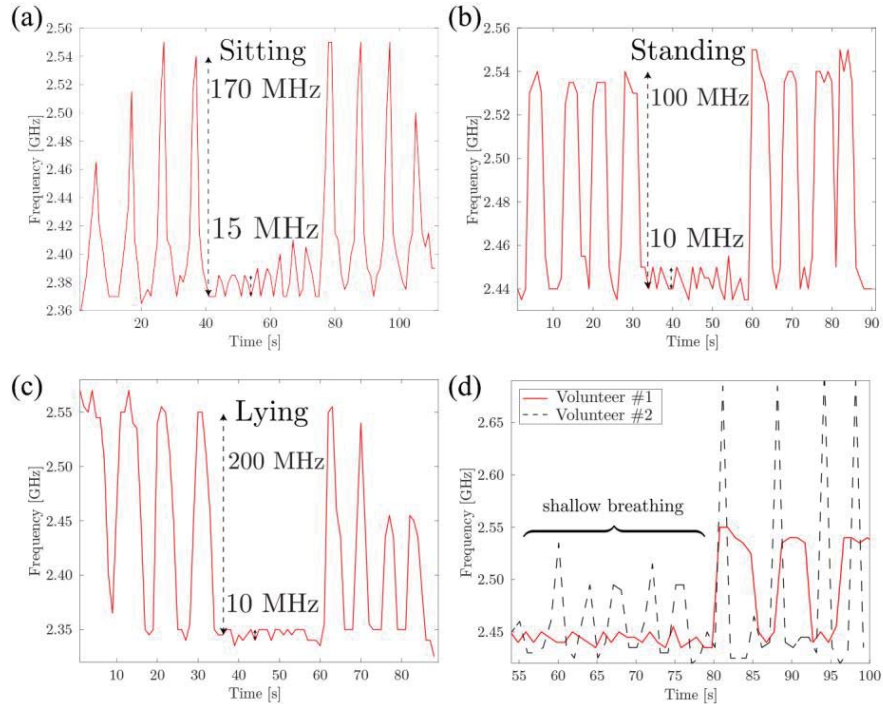 (a)
Sitting
170 MHz
15 MHz
2.56
2.54
2.52
2.50
2.48
2.46
2.44
2.42
2.40
2.38
2.36
Frequency [GHz]
20
40
60
80
100
Time [s]
(b)
Standing
100 MHz
10 MHz
2.56
2.54
2.52
2.50
2.48
2.46
2.44
Frequency [GHz]
10
20
30
40
50
60
70
80
90
Time [s]
(c)
Lying
200 MHz
10 MHz
2.55
2.50
2.45
2.40
2.35
Frequency [GHz]
10
20
30
40
50
60
70
80
Time [s]
(d)
Volunteer #1
Volunteer #2
shallow breathing
2.65
2.60
2.55
2.50
2.45
Frequency [GHz]
55
60
65
70
75
80
85
90
95
100
Time [s]